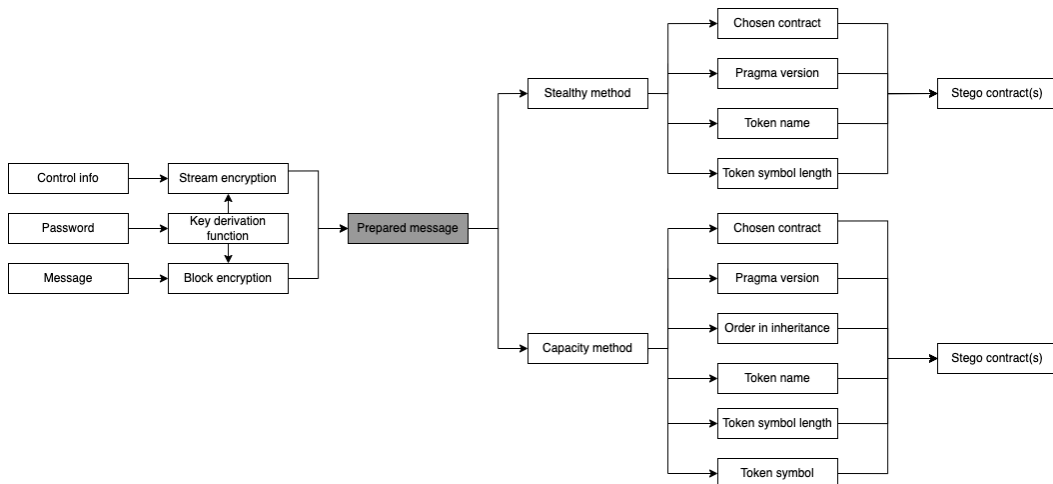 Control info
Password
Message
Stream encryption
Key derivation
function
Block encryption
Prepared message
Stealthy method
Chosen contract
Pragma version
Token name
Token symbol length
Stego contract(s)
Capacity method
Chosen contract
Pragma version
Order in inheritance
Token name
Token symbol length
Token symbol
Stego contract(s)